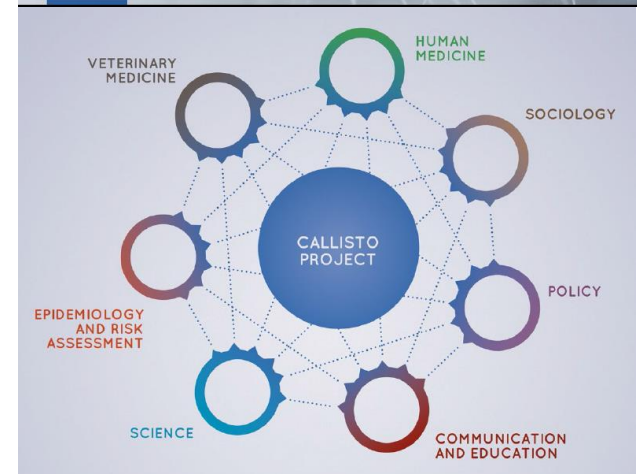 HUMAN
MEDICINE
VETERINARY
MEDICINE
SOCIOLOGY
CALLISTO
PROJECT
POLICY
EPIDEMIOLOGY
AND RISK
ASSESSMENT
SCIENCE
COMMUNICATION
AND EDUCATION